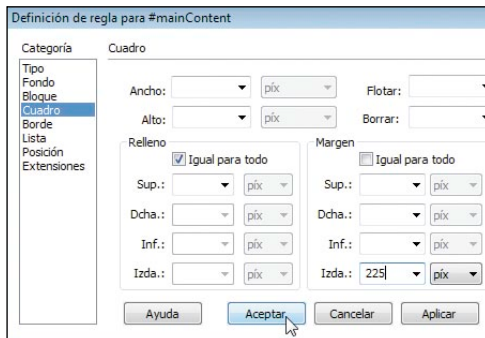 Definición de regla para #mainContent
Categoría
Cuadro
Tipo
Fondo
Bloque
Cuadro
Borde
Lista
Posición
Extensiones
Ancho: píx Flotar:
Alto: píx Borrar:
Relleno Margen
Igual para todo Igual para todo
Sup.: píx Sup.: píx
Dcha.: píx Dcha.: píx
Inf.: píx Inf.: píx
Izda.: píx Izda.: 225 píx
Ayuda Aceptar Cancelar Aplicar